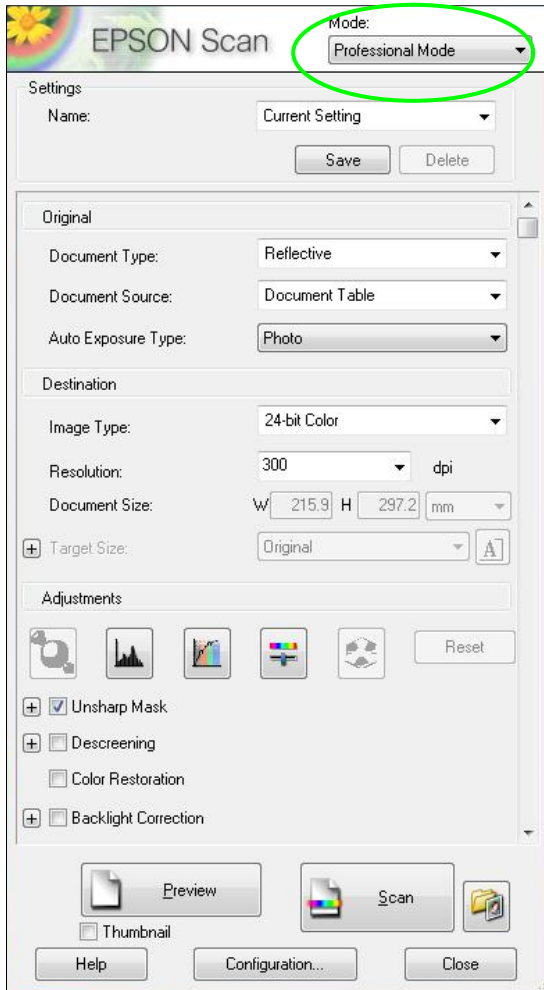 Mode:
EPSON Scan
Professional Mode
Settings
Name: Current Setting
Save Delete
Original
Document Type: Reflective
Document Source: Document Table
Auto Exposure Type: Photo
Destination
Image Type: 24-bit Color
Resolution: 300 dpi
Document Size: W 215.9 H 297.2 mm
Target Size: Original A
Adjustments
Reset
Unsharp Mask
Descreening
Color Restoration
Backlight Correction
Preview Scan
Thumbnail
Help Configuration... Close